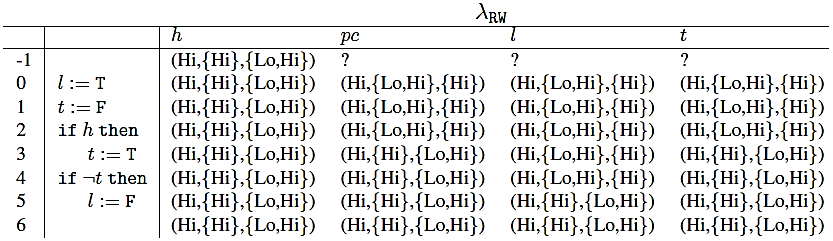 λRW
h pc l t
-1 (Hi,{Hi},{Lo,Hi}) ? ? ?
0 l := T (Hi,{Hi},{Lo,Hi}) (Hi,{Lo,Hi},{Hi}) (Hi,{Lo,Hi},{Hi}) (Hi,{Lo,Hi},{Hi})
1 t := F (Hi,{Hi},{Lo,Hi}) (Hi,{Lo,Hi},{Hi}) (Hi,{Lo,Hi},{Hi}) (Hi,{Lo,Hi},{Hi})
2 if h then (Hi,{Hi},{Lo,Hi}) (Hi,{Lo,Hi},{Hi}) (Hi,{Lo,Hi},{Hi}) (Hi,{Lo,Hi},{Hi})
3 t := T (Hi,{Hi},{Lo,Hi}) (Hi,{Hi},{Lo,Hi}) (Hi,{Lo,Hi},{Hi}) (Hi,{Hi},{Lo,Hi})
4 if ¬t then (Hi,{Hi},{Lo,Hi}) (Hi,{Hi},{Lo,Hi}) (Hi,{Lo,Hi},{Hi}) (Hi,{Hi},{Lo,Hi})
5 l := F (Hi,{Hi},{Lo,Hi}) (Hi,{Hi},{Lo,Hi}) (Hi,{Hi},{Lo,Hi}) (Hi,{Hi},{Lo,Hi})
6 (Hi,{Hi},{Lo,Hi}) (Hi,{Hi},{Lo,Hi}) (Hi,{Hi},{Lo,Hi}) (Hi,{Hi},{Lo,Hi})